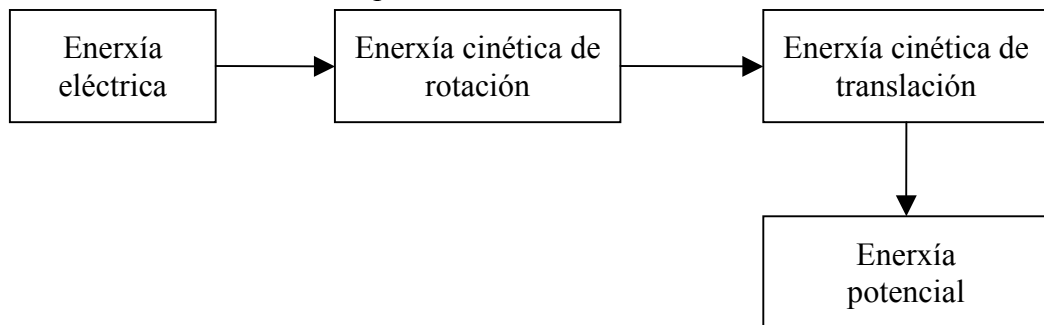 Enerxía
eléctrica
Enerxía cinética de
rotación
Enerxía cinética de
translación
Enerxía
potencial